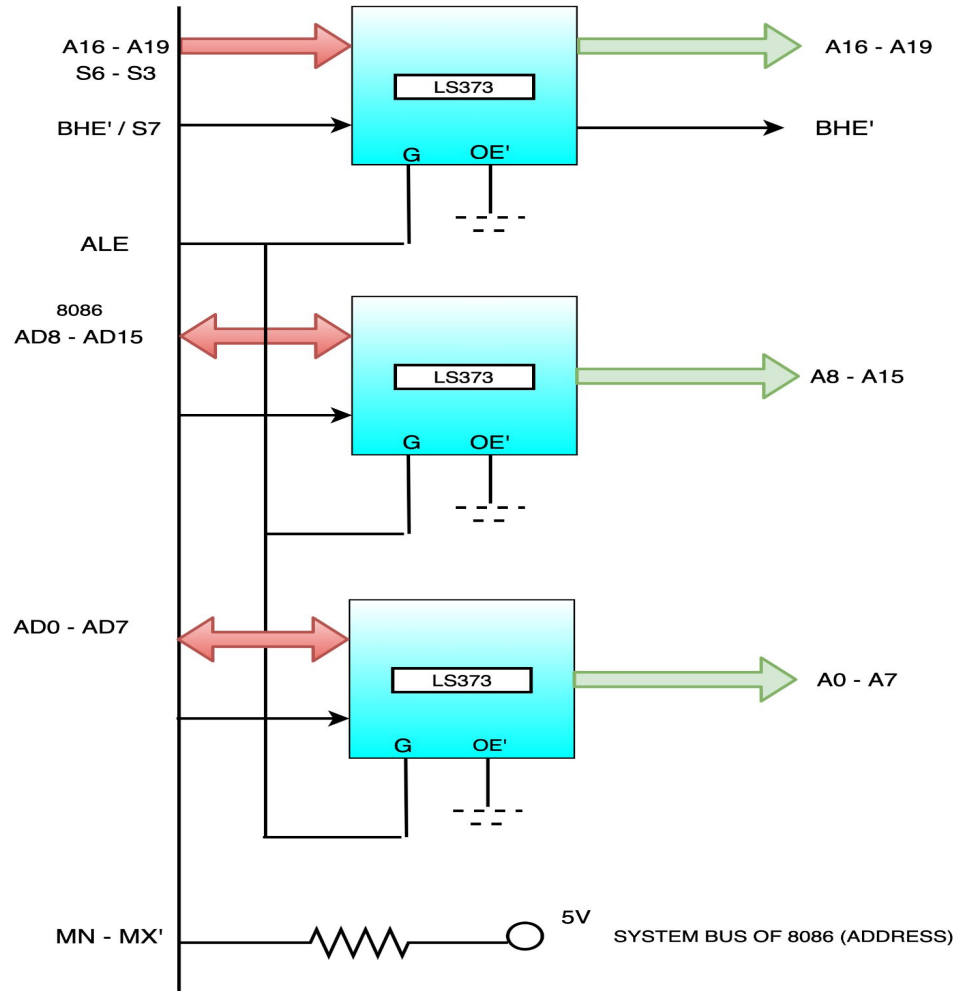 A16 - A19
S6 - S3
LS373
A16 - A19
BHE' / S7
BHE'
G
OE'
ALE
8086
AD8 - AD15
LS373
A8 - A15
G
OE'
AD0 - AD7
LS373
A0 - A7
G
OE'
MN - MX'
5V
SYSTEM BUS OF 8086 (ADDRESS)